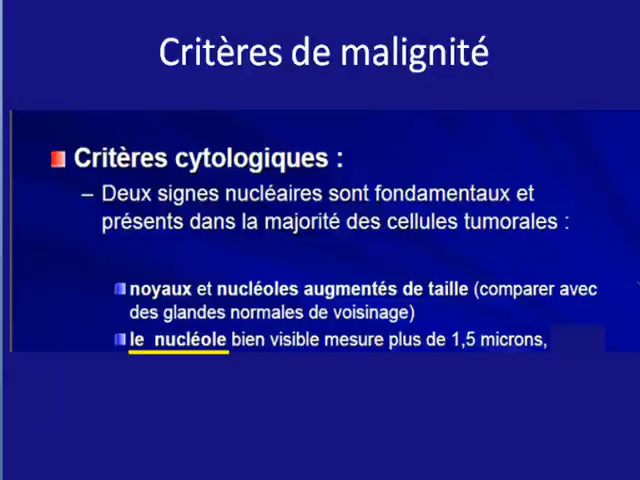 Critères de malignité
Critères cytologiques :
– Deux signes nucléaires sont fondamentaux et
présents dans la majorité des cellules tumorales :
noyaux et nucléoles augmentés de taille (comparer avec
des glandes normales de voisinage)
le nucléole bien visible mesure plus de 1,5 microns,